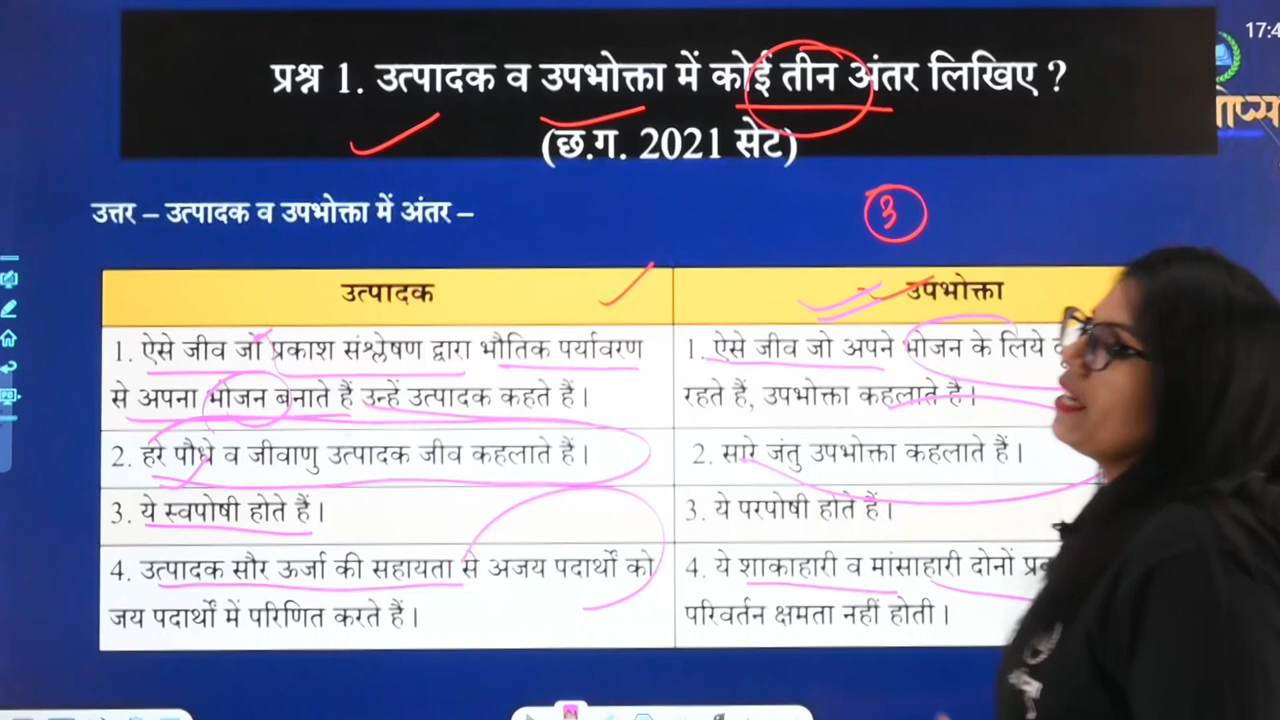 17:4
प्रश्न 1. उत्पादक व उपभोक्ता में कोई तीन अंतर लिखिए ?
(छ.ग. 2021 सेट)
उत्तर – उत्पादक व उपभोक्ता में अंतर –
3
उत्पादक
उपभोक्ता
1. ऐसे जीव जो प्रकाश संश्लेषण द्वारा भौतिक पर्यावरण
से अपना भोजन बनाते हैं उन्हें उत्पादक कहते हैं।
1. ऐसे जीव जो अपने भोजन के लिये
रहते हैं, उपभोक्ता कहलाते है।
2. हरे पौधे व जीवाणु उत्पादक जीव कहलाते हैं।
2. सारे जंतु उपभोक्ता कहलाते हैं।
3. ये स्वपोषी होते हैं।
3. ये परपोषी होते हैं।
4. उत्पादक सौर ऊर्जा की सहायता से अजय पदार्थों को
जय पदार्थों में परिणित करते हैं।
4. ये शाकाहारी व मांसाहारी दोनों
परिवर्तन क्षमता नहीं होती।